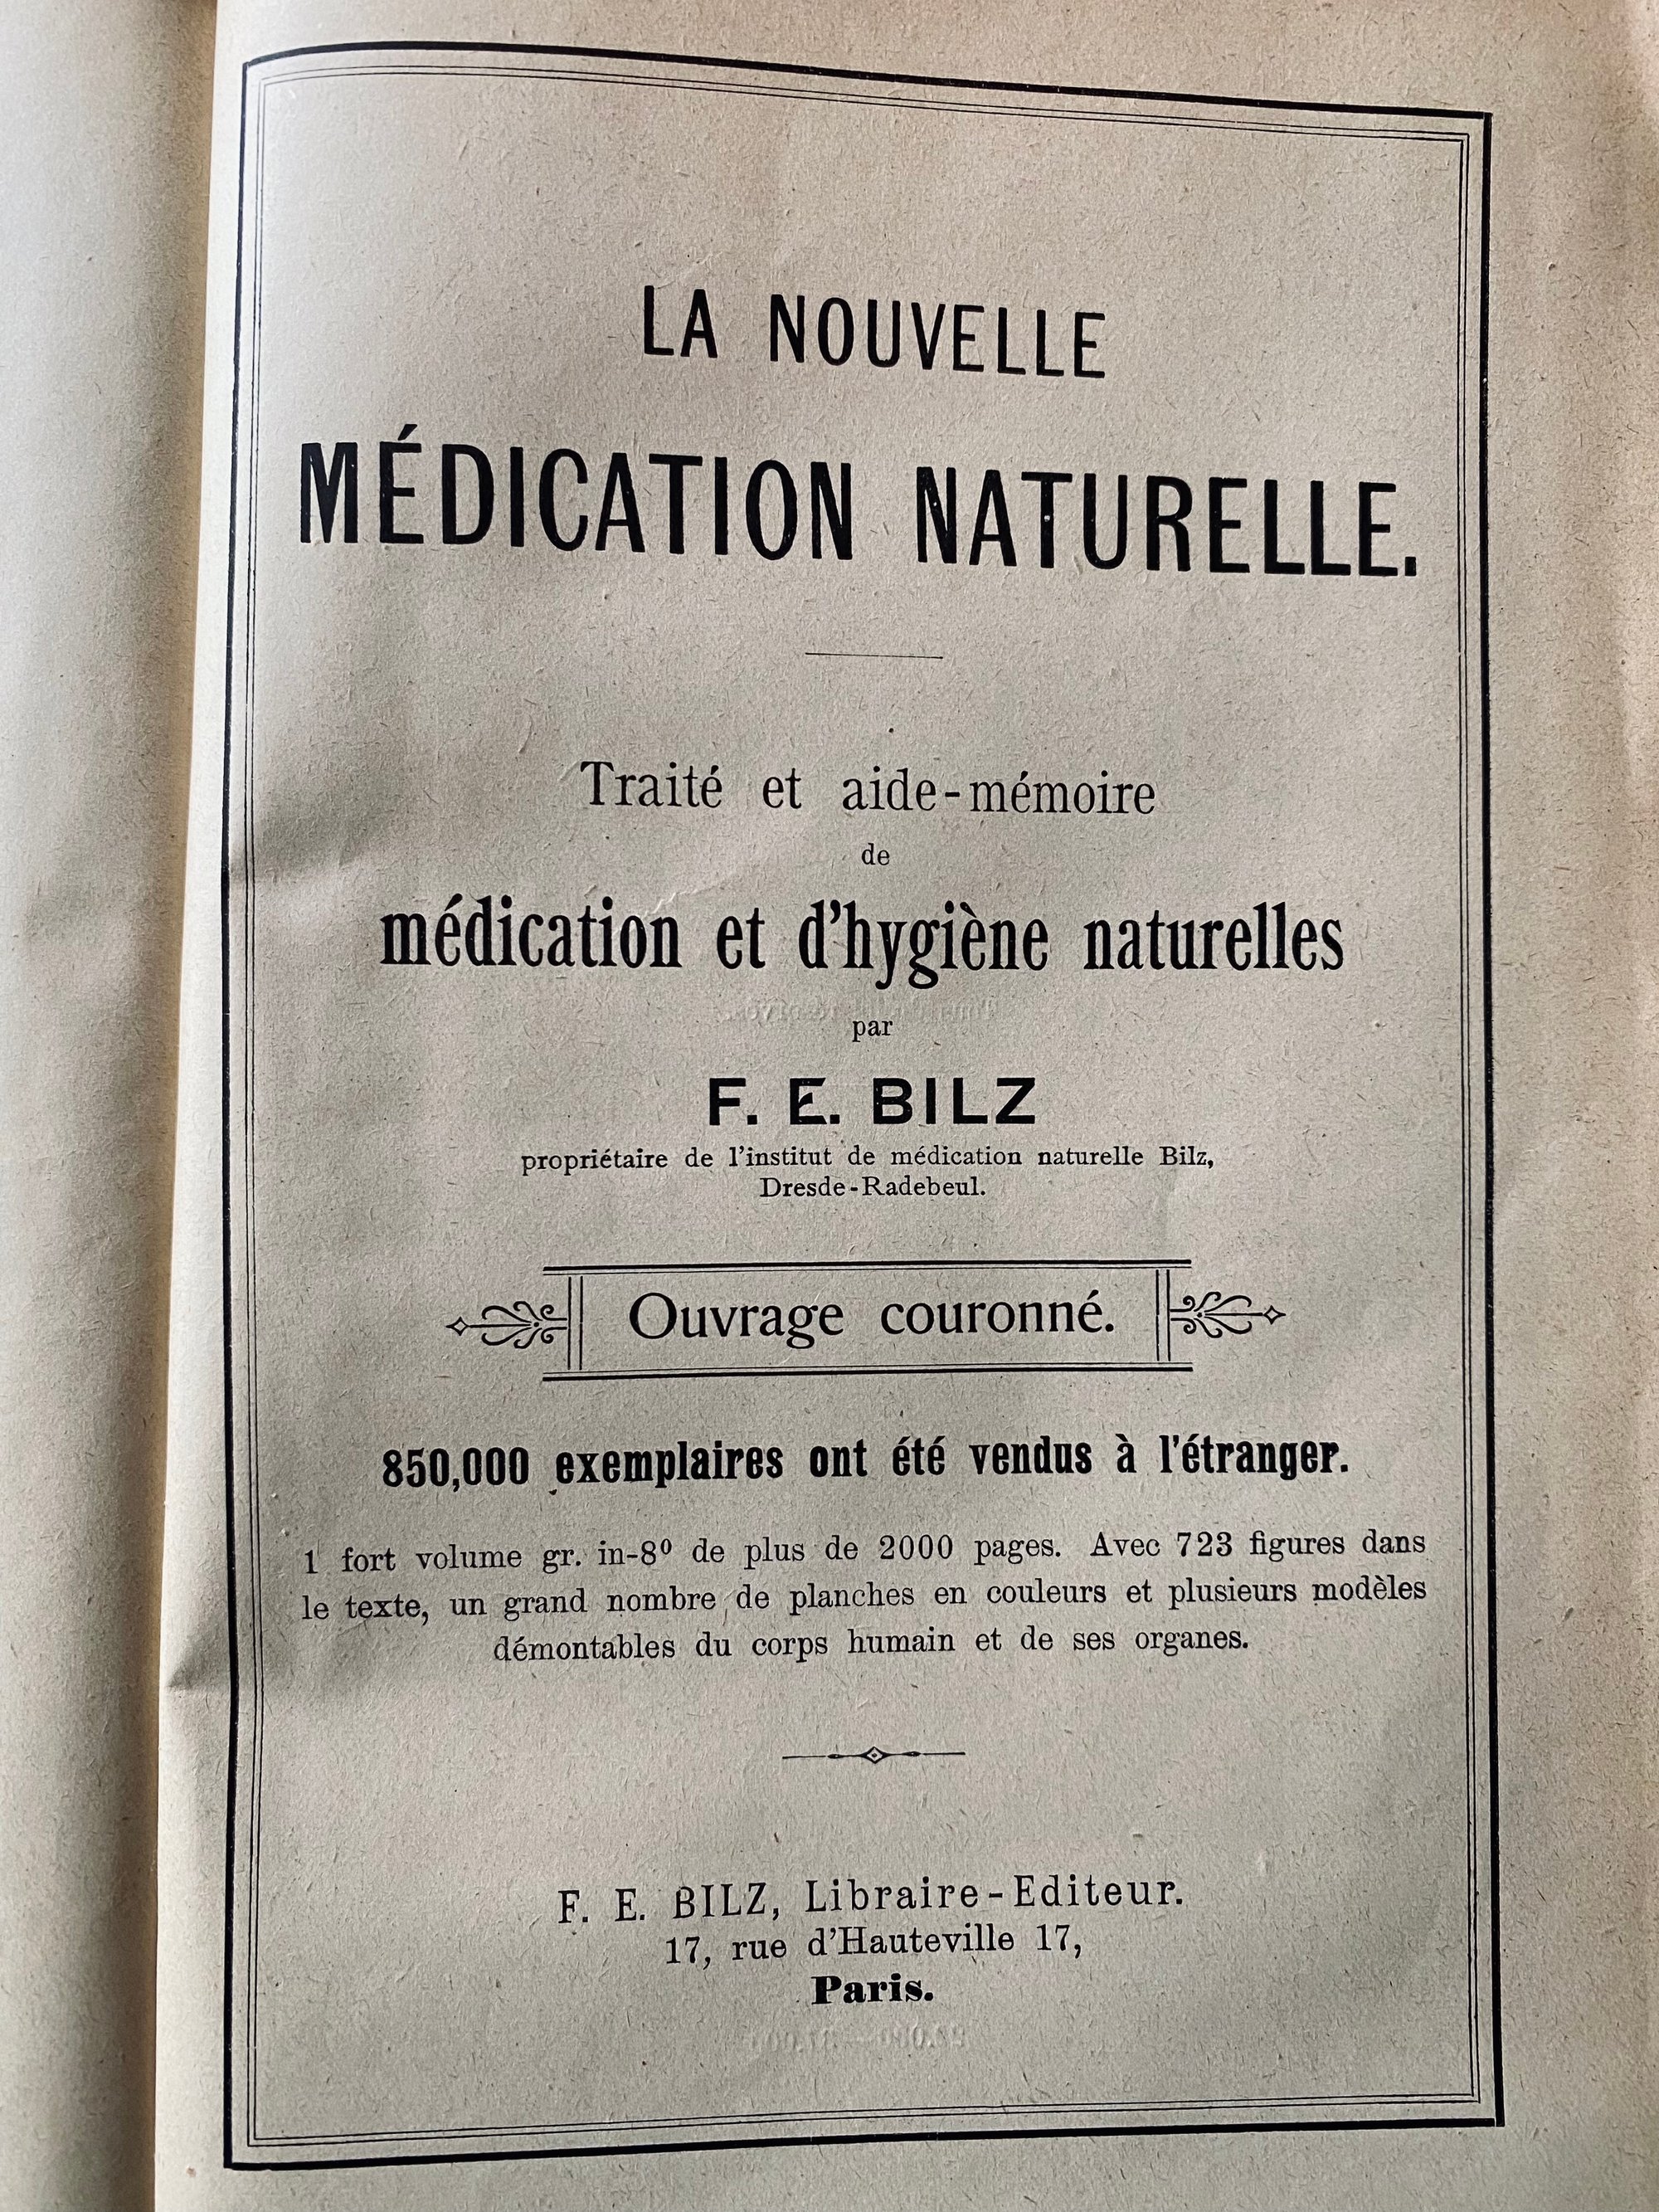 LA NOUVELLE
MÉDICATION NATURELLE.
Traité et aide-mémoire
de
médication et d'hygiène naturelles
par
F. E. BILZ
propriétaire de l'institut de médication naturelle Bilz,
Dresde-Radebeul.
Ouvrage couronné.
850,000 exemplaires ont été vendus à l'étranger.
1 fort volume gr. in-8º de plus de 2000 pages. Avec 723 figures dans
le texte, un grand nombre de planches en couleurs et plusieurs modèles
démontables du corps humain et de ses organes.
F. E. BILZ, Libraire-Editeur.
17, rue d'Hauteville 17,
Paris.